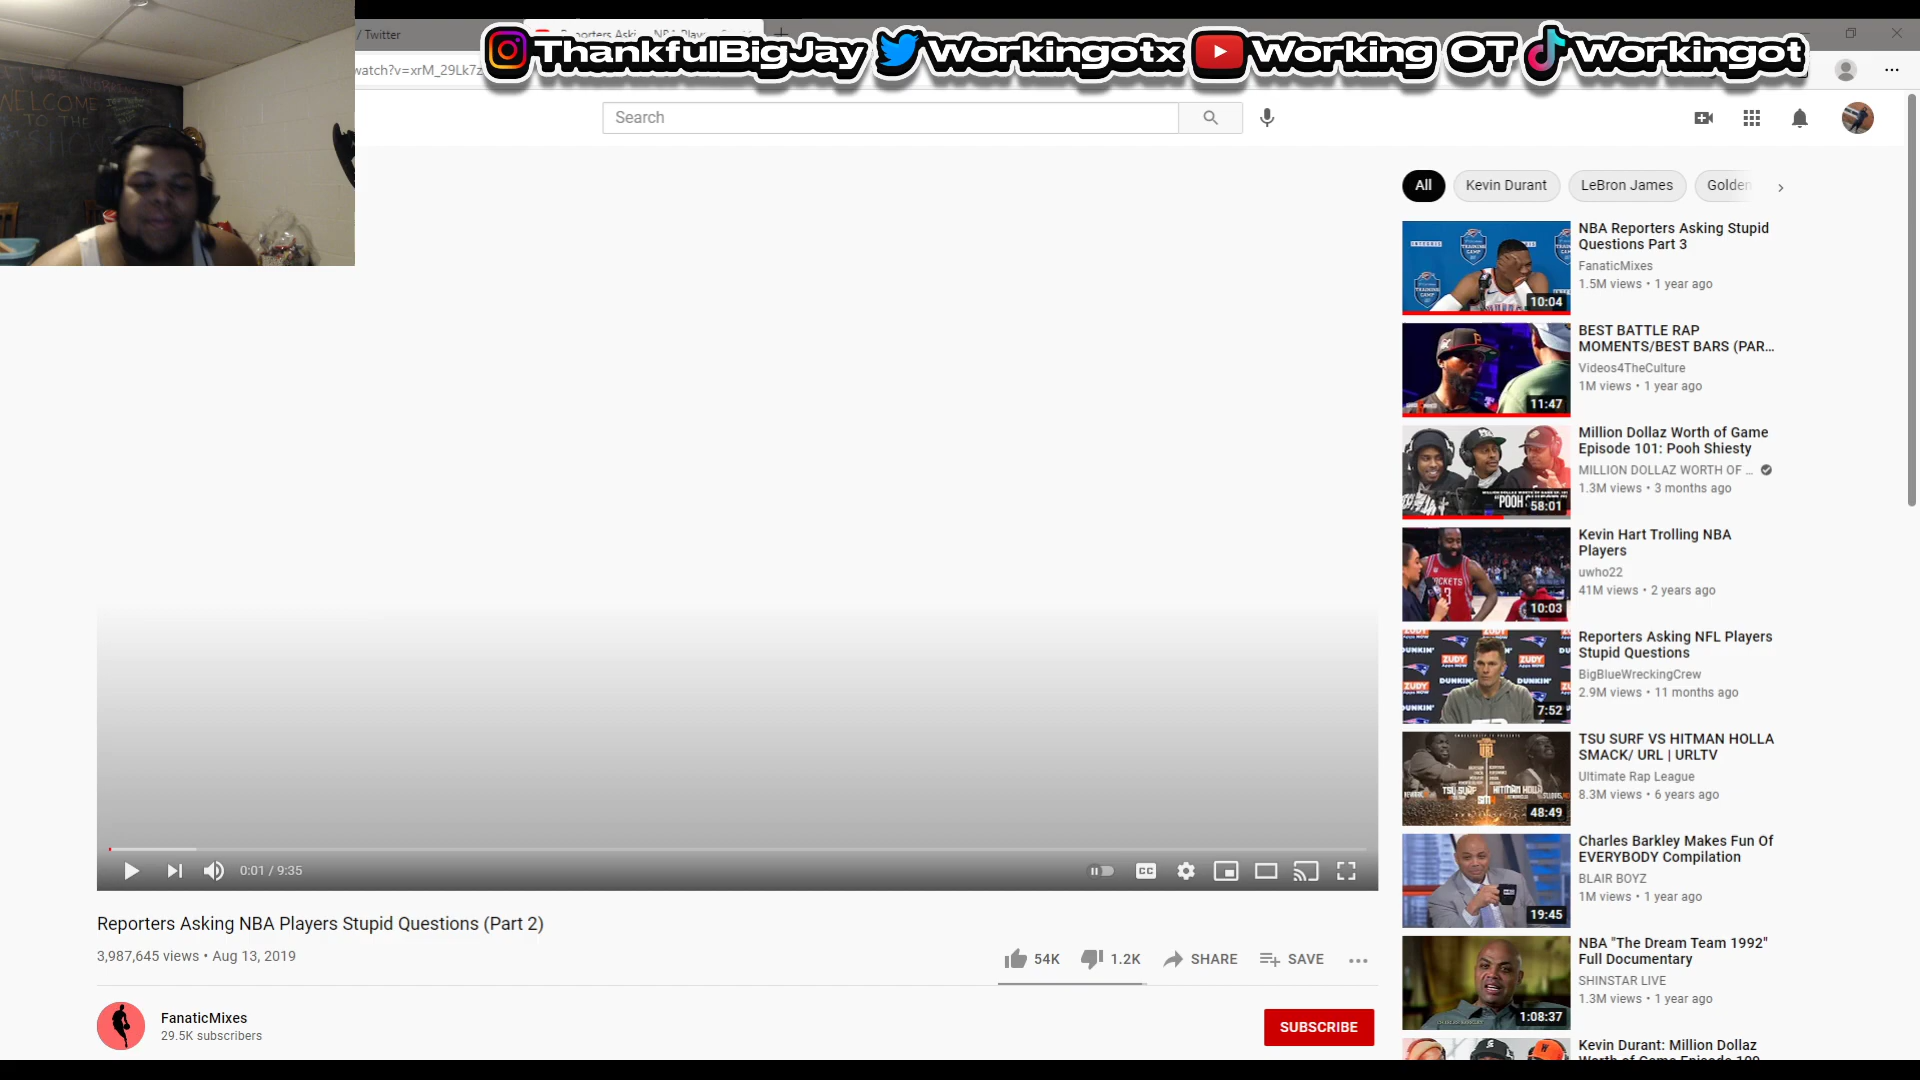 / Twitter
ThankfulBigJay Workingotx Working OT Workingot
watch?v=xrM_29Lk7z
WELCOME
TO THE
Search
All
Kevin Durant
LeBron James
Golden
NBA Reporters Asking Stupid
Questions Part 3
FanaticMixes
1.5M views • 1 year ago
10:04
BEST BATTLE RAP
MOMENTS/BEST BARS (PAR...
Videos4TheCulture
1M views • 1 year ago
11:47
Million Dollaz Worth of Game
Episode 101: Pooh Shiesty
MILLION DOLLAZ WORTH OF ...
1.3M views • 3 months ago
POOH
58:01
Kevin Hart Trolling NBA
Players
uwho22
41M views • 2 years ago
10:03
Reporters Asking NFL Players
Stupid Questions
BigBlueWreckingCrew
2.9M views • 11 months ago
ZUDY
DUNKIN'
7:52
TSU SURF VS HITMAN HOLLA
SMACK/ URL | URLTV
Ultimate Rap League
8.3M views • 6 years ago
TSU SURF
48:49
Charles Barkley Makes Fun Of
EVERYBODY Compilation
BLAIR BOYZ
1M views • 1 year ago
19:45
NBA "The Dream Team 1992"
Full Documentary
SHINSTAR LIVE
1.3M views • 1 year ago
1:08:37
Kevin Durant: Million Dollaz
0:01 / 9:35
CC
Reporters Asking NBA Players Stupid Questions (Part 2)
3,987,645 views • Aug 13, 2019
54K
1.2K
SHARE
SAVE
FanaticMixes
29.5K subscribers
SUBSCRIBE